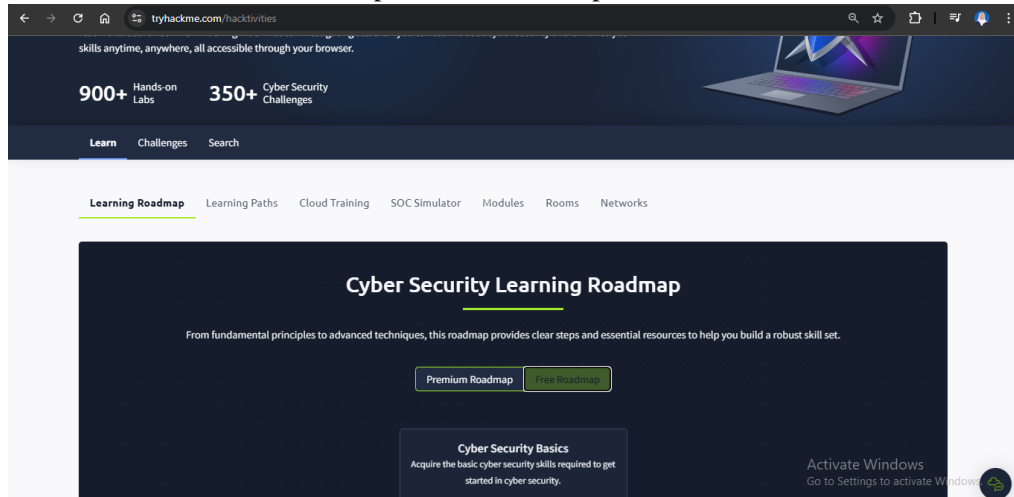 tryhackme.com/hacktivities
skills anytime, anywhere, all accessible through your browser.
900+ Hands-on Labs
350+ Cyber Security Challenges
Learn Challenges Search
Learning Roadmap Learning Paths Cloud Training SOC Simulator Modules Rooms Networks
Cyber Security Learning Roadmap
From fundamental principles to advanced techniques, this roadmap provides clear steps and essential resources to help you build a robust skill set.
Premium Roadmap Free Roadmap
Cyber Security Basics
Acquire the basic cyber security skills required to get
started in cyber security.
Activate Windows
Go to Settings to activate Windows.